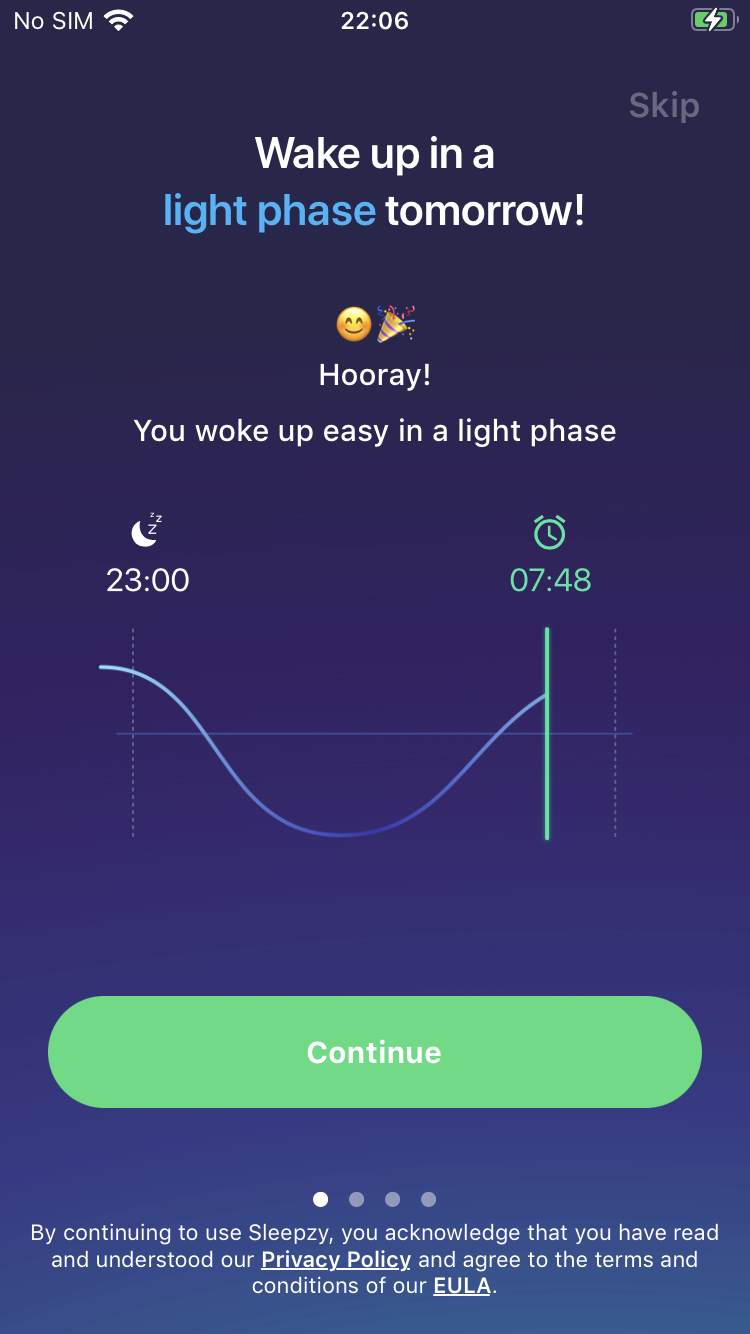 No SIM 22:06
Skip
Wake up in a
light phase tomorrow!
Hooray!
You woke up easy in a light phase
z z z
23:00 07:48
Continue
By continuing to use Sleepzy, you acknowledge that you have read
and understood our Privacy Policy and agree to the terms and
conditions of our EULA.